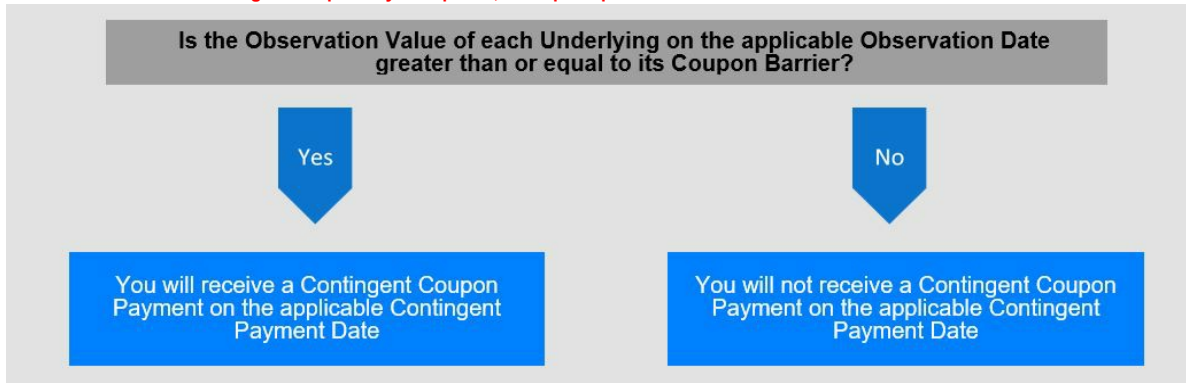 Is the Observation Value of each Underlying on the applicable Observation Date
greater than or equal to its Coupon Barrier?
Yes
No
You will receive a Contingent Coupon
Payment on the applicable Contingent
Payment Date
You will not receive a Contingent Coupon
Payment on the applicable Contingent
Payment Date